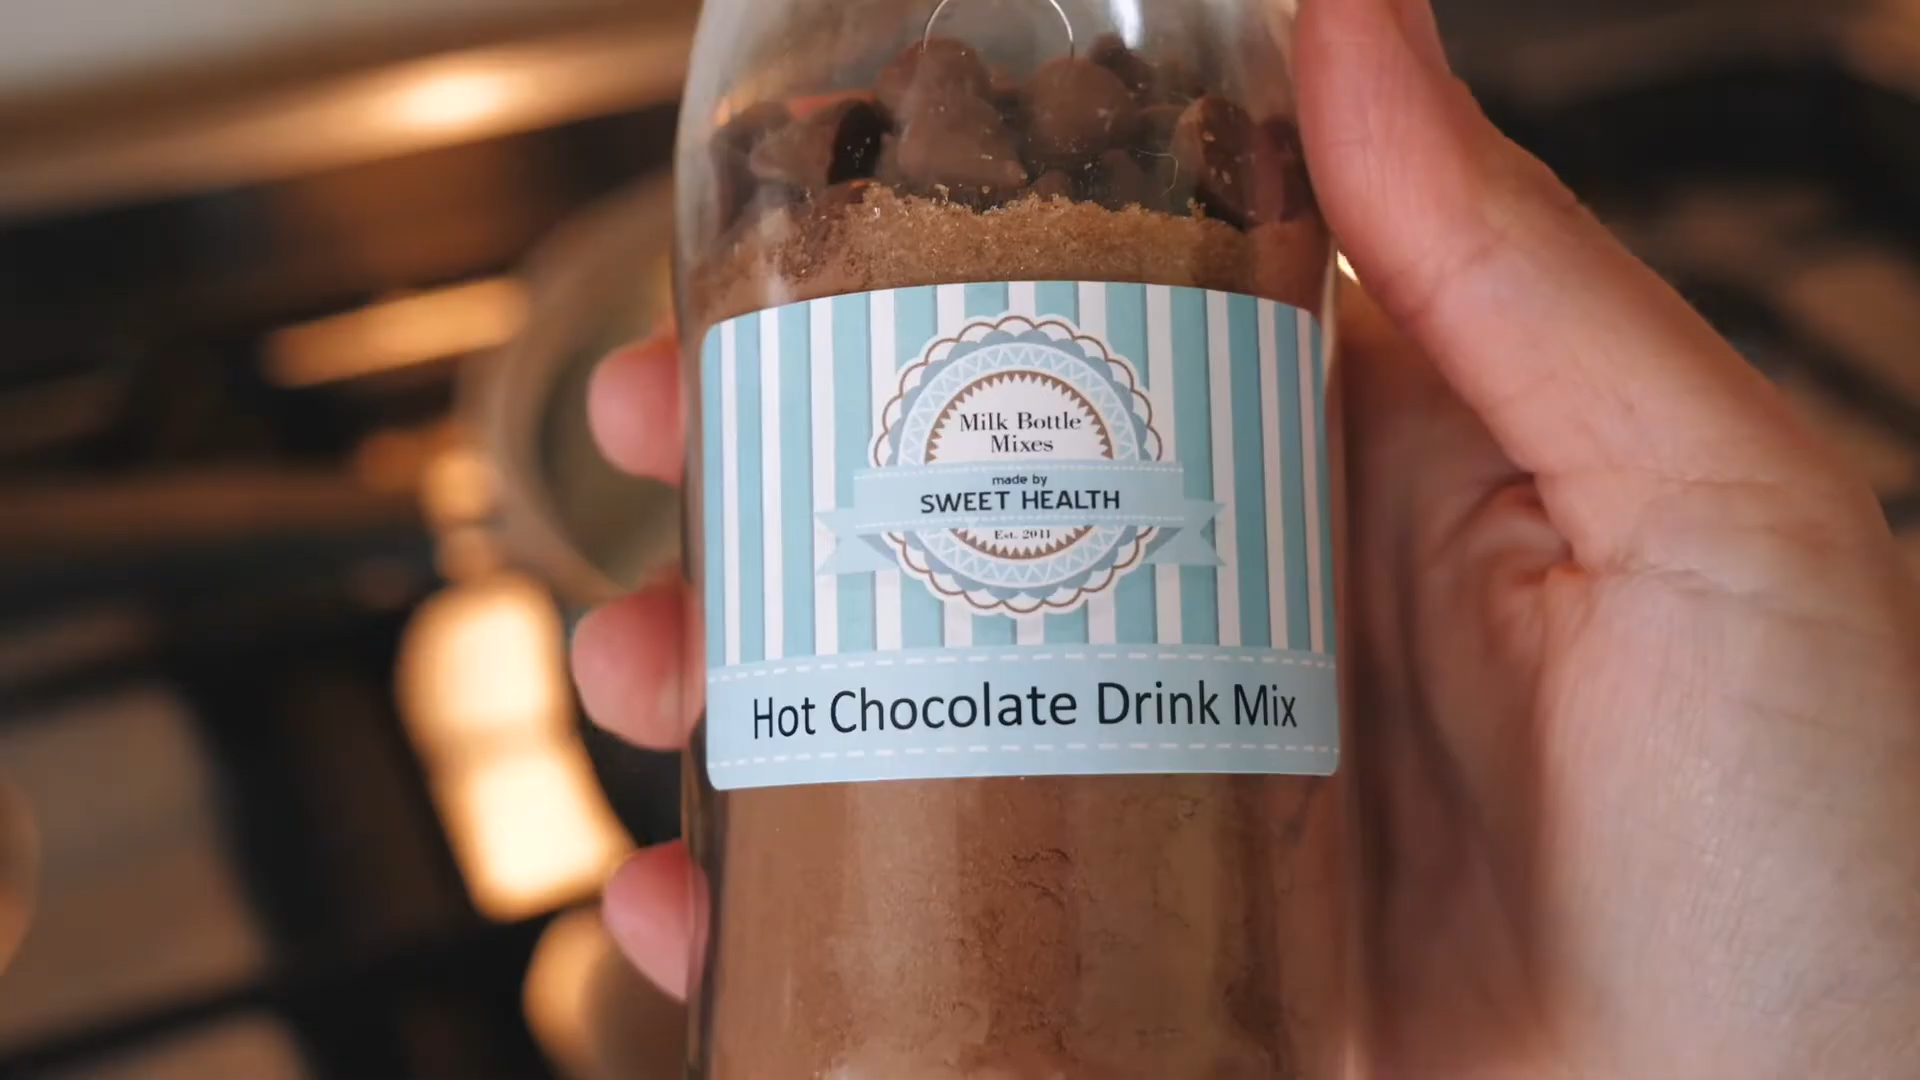 Milk Bottle
Mixes
made by
SWEET HEALTH
Est. 2011
Hot Chocolate Drink Mix